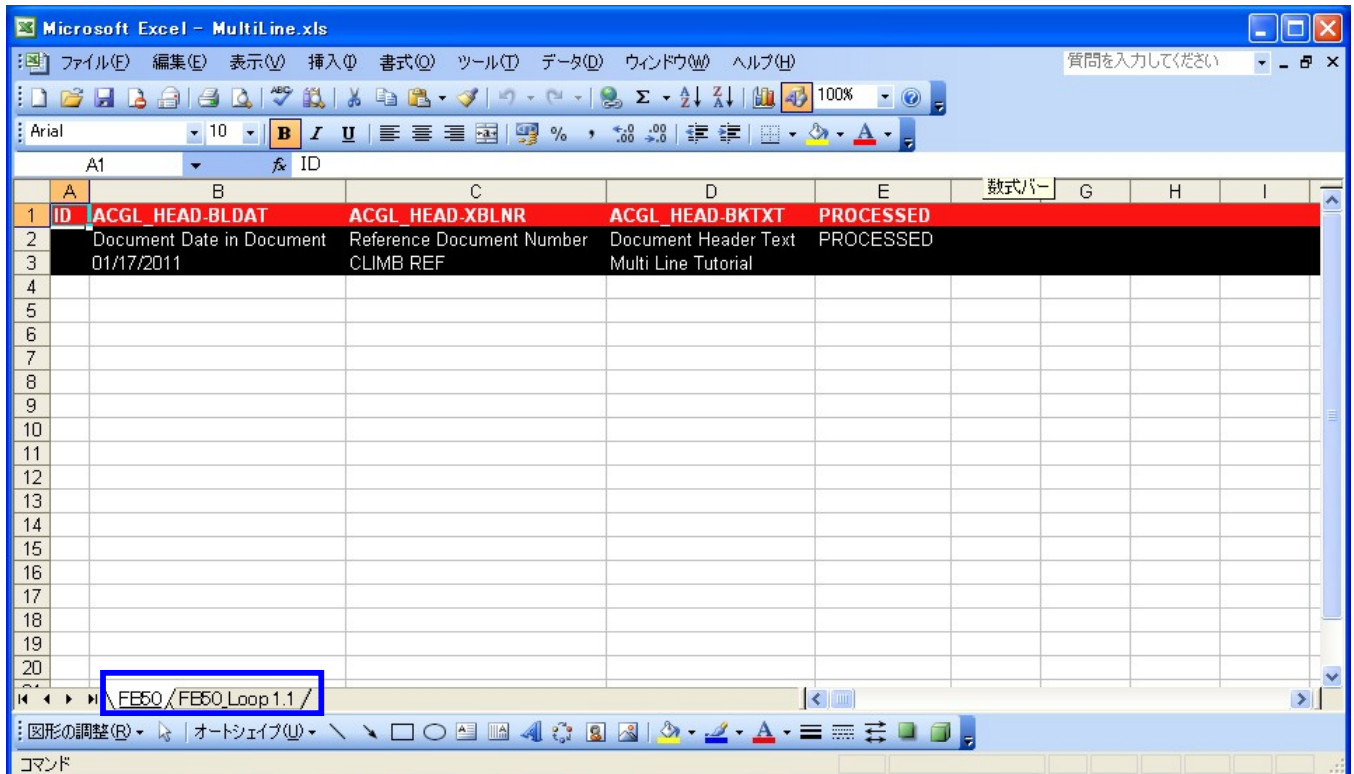 Microsoft Excel - MultiLine.xls
ファイル(F) 編集(E) 表示(V) 挿入(I) 書式(O) ツール(T) データ(D) ウィンドウ(W) ヘルプ(H) 質問を入力してください
100%
Arial 10 B I U % ,
A1 fx ID
A B C D E 数式バー G H I
1 ID ACGL_HEAD-BLDAT ACGL_HEAD-XBLNR ACGL_HEAD-BKTXT PROCESSED
2 Document Date in Document Reference Document Number Document Header Text PROCESSED
3 01/17/2011 CLIMB REF Multi Line Tutorial
4
5
6
7
8
9
10
11
12
13
14
15
16
17
18
19
20
FB50 FB50_Loop1.1
図形の調整(R) オートシェイプ(U)
コマンド